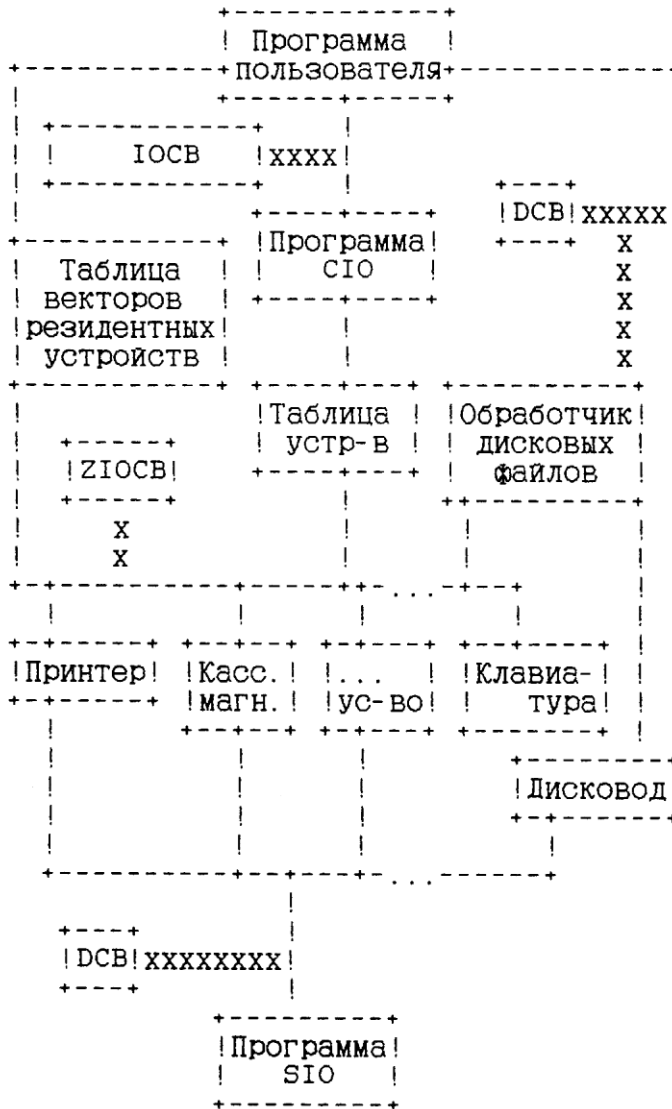 Программа
пользователя
IOCB XXXX
DCB XXXXX
Программа X
CIO X
Таблица X
векторов X
резидентных X
устройств X
Таблица Обработчик
устр-в дисковых
ZIOCB файлов
X
X
...
Принтер Касс. ... Клавиа-
магн. ус-во тура
Дисковод
...
DCB XXXXXXXX
Программа
SIO